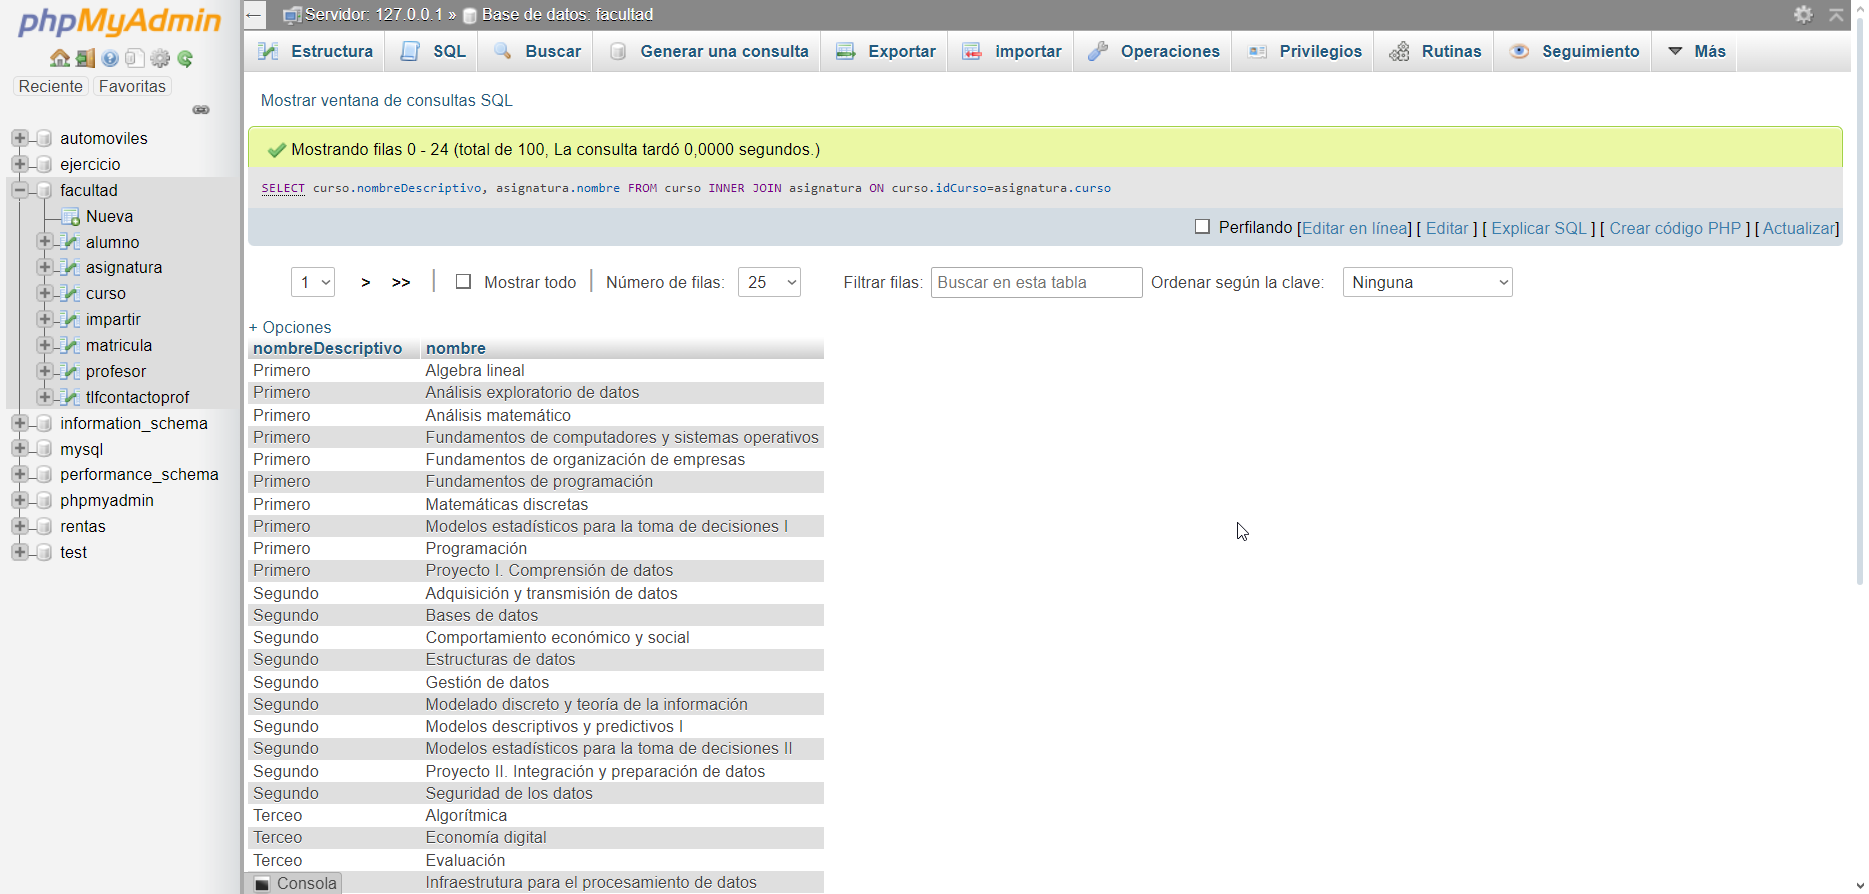 phpMyAdmin
Reciente Favoritas
automoviles
ejercicio
facultad
Nueva
alumno
asignatura
curso
impartir
matricula
profesor
tlfcontactoprof
information_schema
mysql
performance_schema
phpmyadmin
rentas
test
Servidor: 127.0.0.1 » Base de datos: facultad
Estructura SQL Buscar Generar una consulta Exportar Importar Operaciones Privilegios Rutinas Seguimiento Más
Mostrar ventana de consultas SQL
Mostrando filas 0 - 24 (total de 100, La consulta tardó 0,0000 segundos.)
SELECT curso.nombreDescriptivo, asignatura.nombre FROM curso INNER JOIN asignatura ON curso.idCurso=asignatura.curso
Perfilando [Editar en línea] [ Editar ] [ Explicar SQL ] [ Crear código PHP ] [ Actualizar]
1 > >> | Mostrar todo | Número de filas: 25 Filtrar filas: Buscar en esta tabla Ordenar según la clave: Ninguna
+ Opciones
nombreDescriptivo nombre
Primero Algebra lineal
Primero Análisis exploratorio de datos
Primero Análisis matemático
Primero Fundamentos de computadores y sistemas operativos
Primero Fundamentos de organización de empresas
Primero Fundamentos de programación
Primero Matemáticas discretas
Primero Modelos estadísticos para la toma de decisiones I
Primero Programación
Primero Proyecto I. Comprensión de datos
Segundo Adquisición y transmisión de datos
Segundo Bases de datos
Segundo Comportamiento económico y social
Segundo Estructuras de datos
Segundo Gestión de datos
Segundo Modelado discreto y teoría de la información
Segundo Modelos descriptivos y predictivos I
Segundo Modelos estadísticos para la toma de decisiones II
Segundo Proyecto II. Integración y preparación de datos
Segundo Seguridad de los datos
Terceo Algorítmica
Terceo Economía digital
Terceo Evaluación
Consola Infraestrutura para el procesamiento de datos